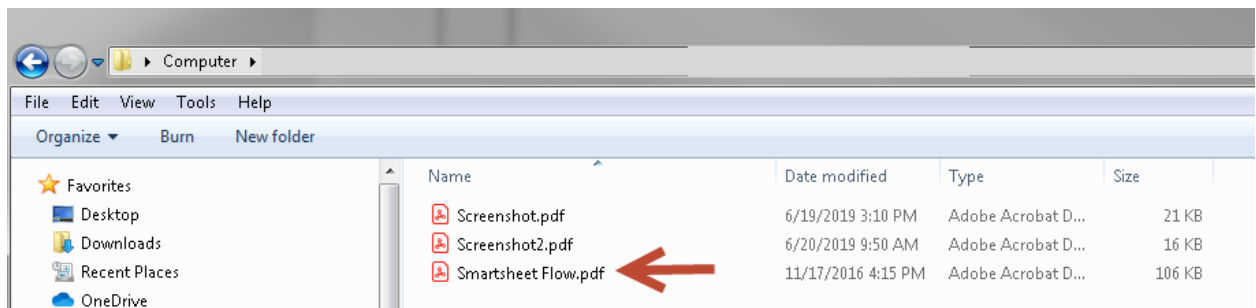 Computer
File Edit View Tools Help
Organize Burn New folder
Name Date modified Type Size
Favorites
Desktop
Downloads
Recent Places
OneDrive
Screenshot.pdf 6/19/2019 3:10 PM Adobe Acrobat D... 21 KB
Screenshot2.pdf 6/20/2019 9:50 AM Adobe Acrobat D... 16 KB
Smartsheet Flow.pdf 11/17/2016 4:15 PM Adobe Acrobat D... 106 KB